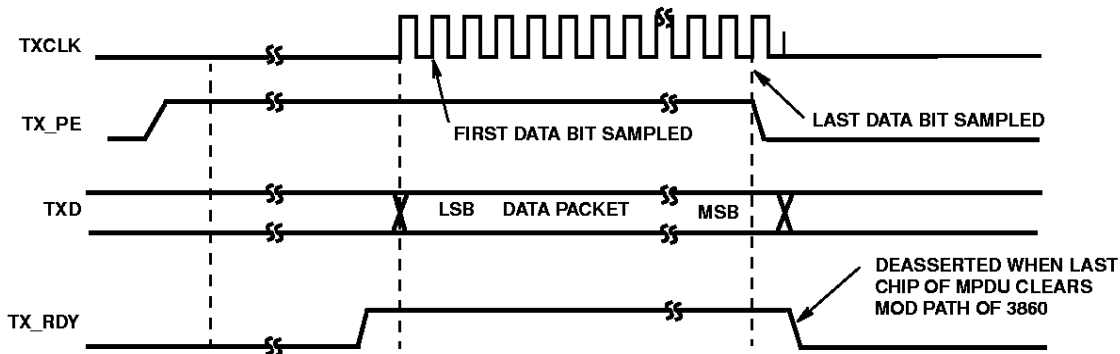 TXCLK
FIRST DATA BIT SAMPLED
LAST DATA BIT SAMPLED
TX_PE
TXD
LSB DATA PACKET MSB
DEASSERTED WHEN LAST
CHIP OF MPDU CLEARS
MOD PATH OF 3860
TX_RDY